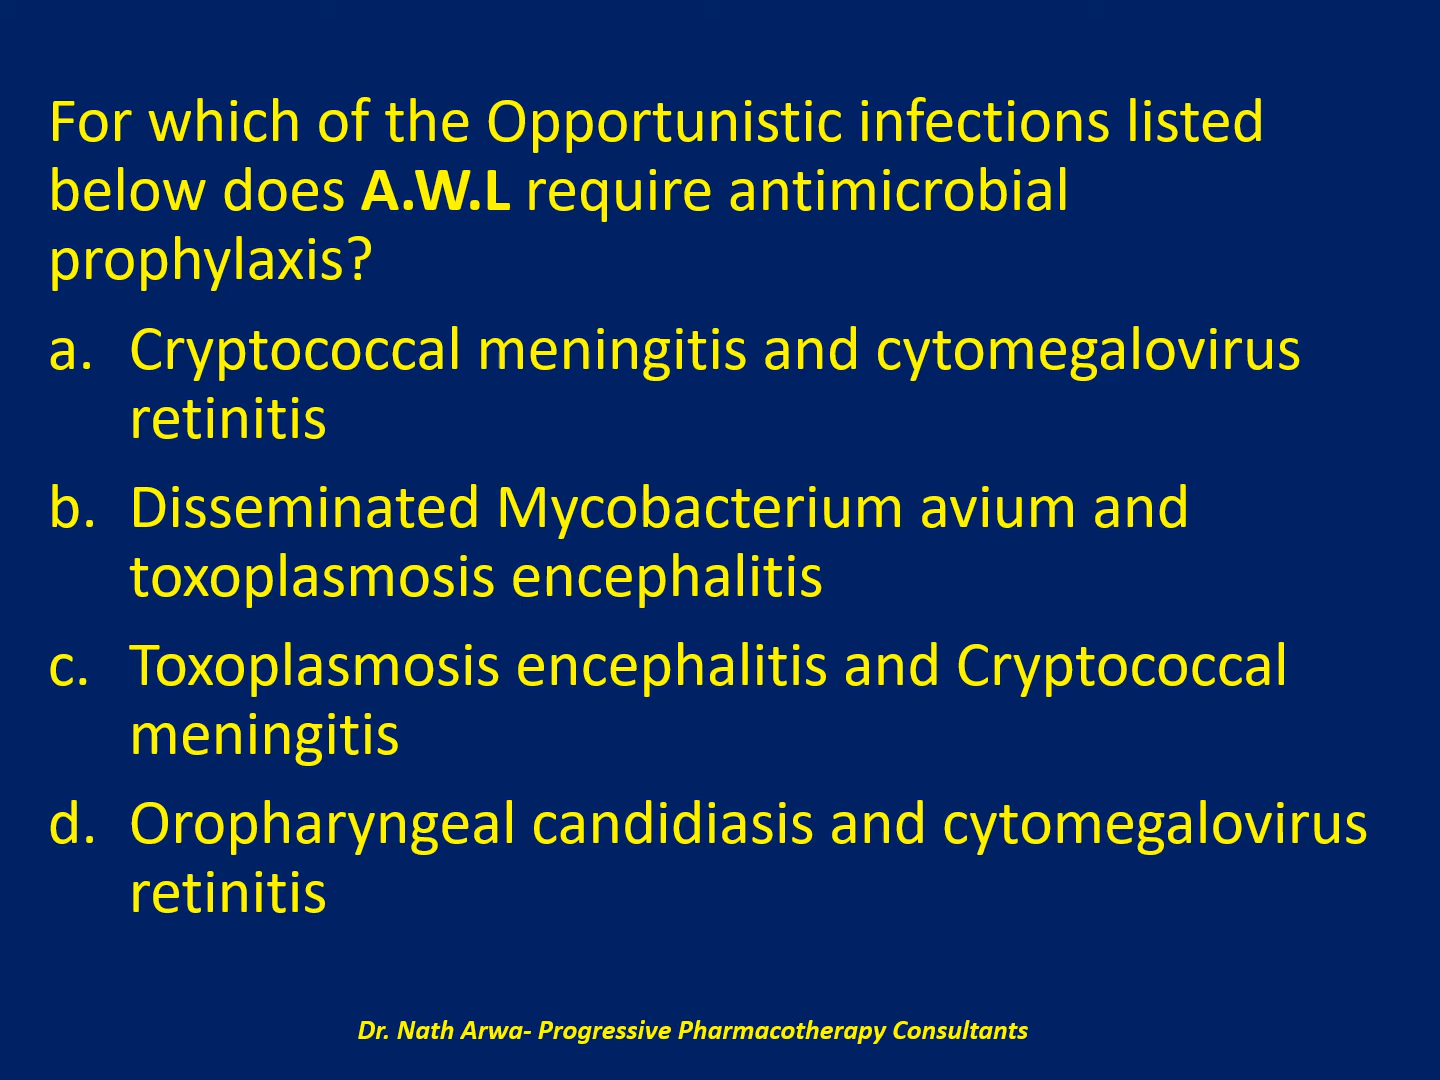 For which of the Opportunistic infections listed
below does A.W.L require antimicrobial
prophylaxis?
a. Cryptococcal meningitis and cytomegalovirus
retinitis
b. Disseminated Mycobacterium avium and
toxoplasmosis encephalitis
c. Toxoplasmosis encephalitis and Cryptococcal
meningitis
d. Oropharyngeal candidiasis and cytomegalovirus
retinitis
Dr. Nath Arwa- Progressive Pharmacotherapy Consultants